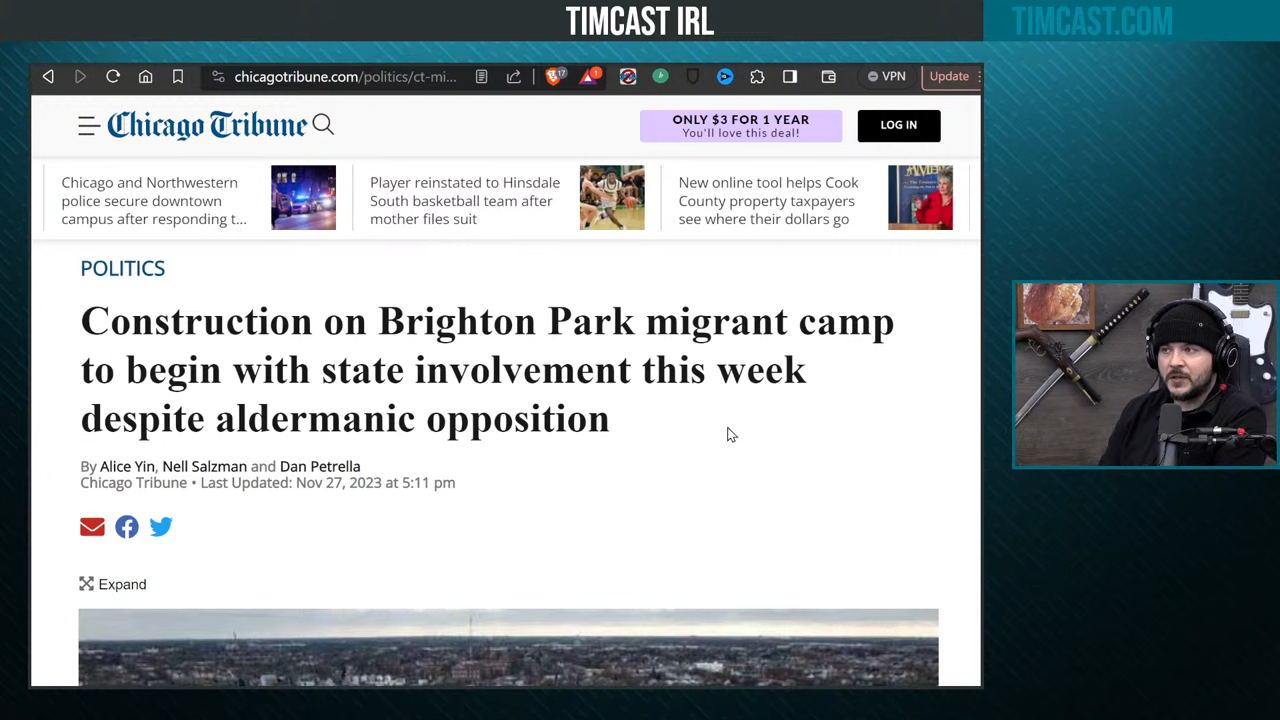 TIMCAST IRL
TIMCAST.COM
chicagotribune.com/politics/ct-mi...
17
1
VPN
Update
Chicago Tribune
ONLY $3 FOR 1 YEAR
You'll love this deal!
LOG IN
Chicago and Northwestern
police secure downtown
campus after responding t...
Player reinstated to Hinsdale
South basketball team after
mother files suit
New online tool helps Cook
County property taxpayers
see where their dollars go
POLITICS
Construction on Brighton Park migrant camp
to begin with state involvement this week
despite aldermanic opposition
By Alice Yin, Nell Salzman and Dan Petrella
Chicago Tribune • Last Updated: Nov 27, 2023 at 5:11 pm
Expand